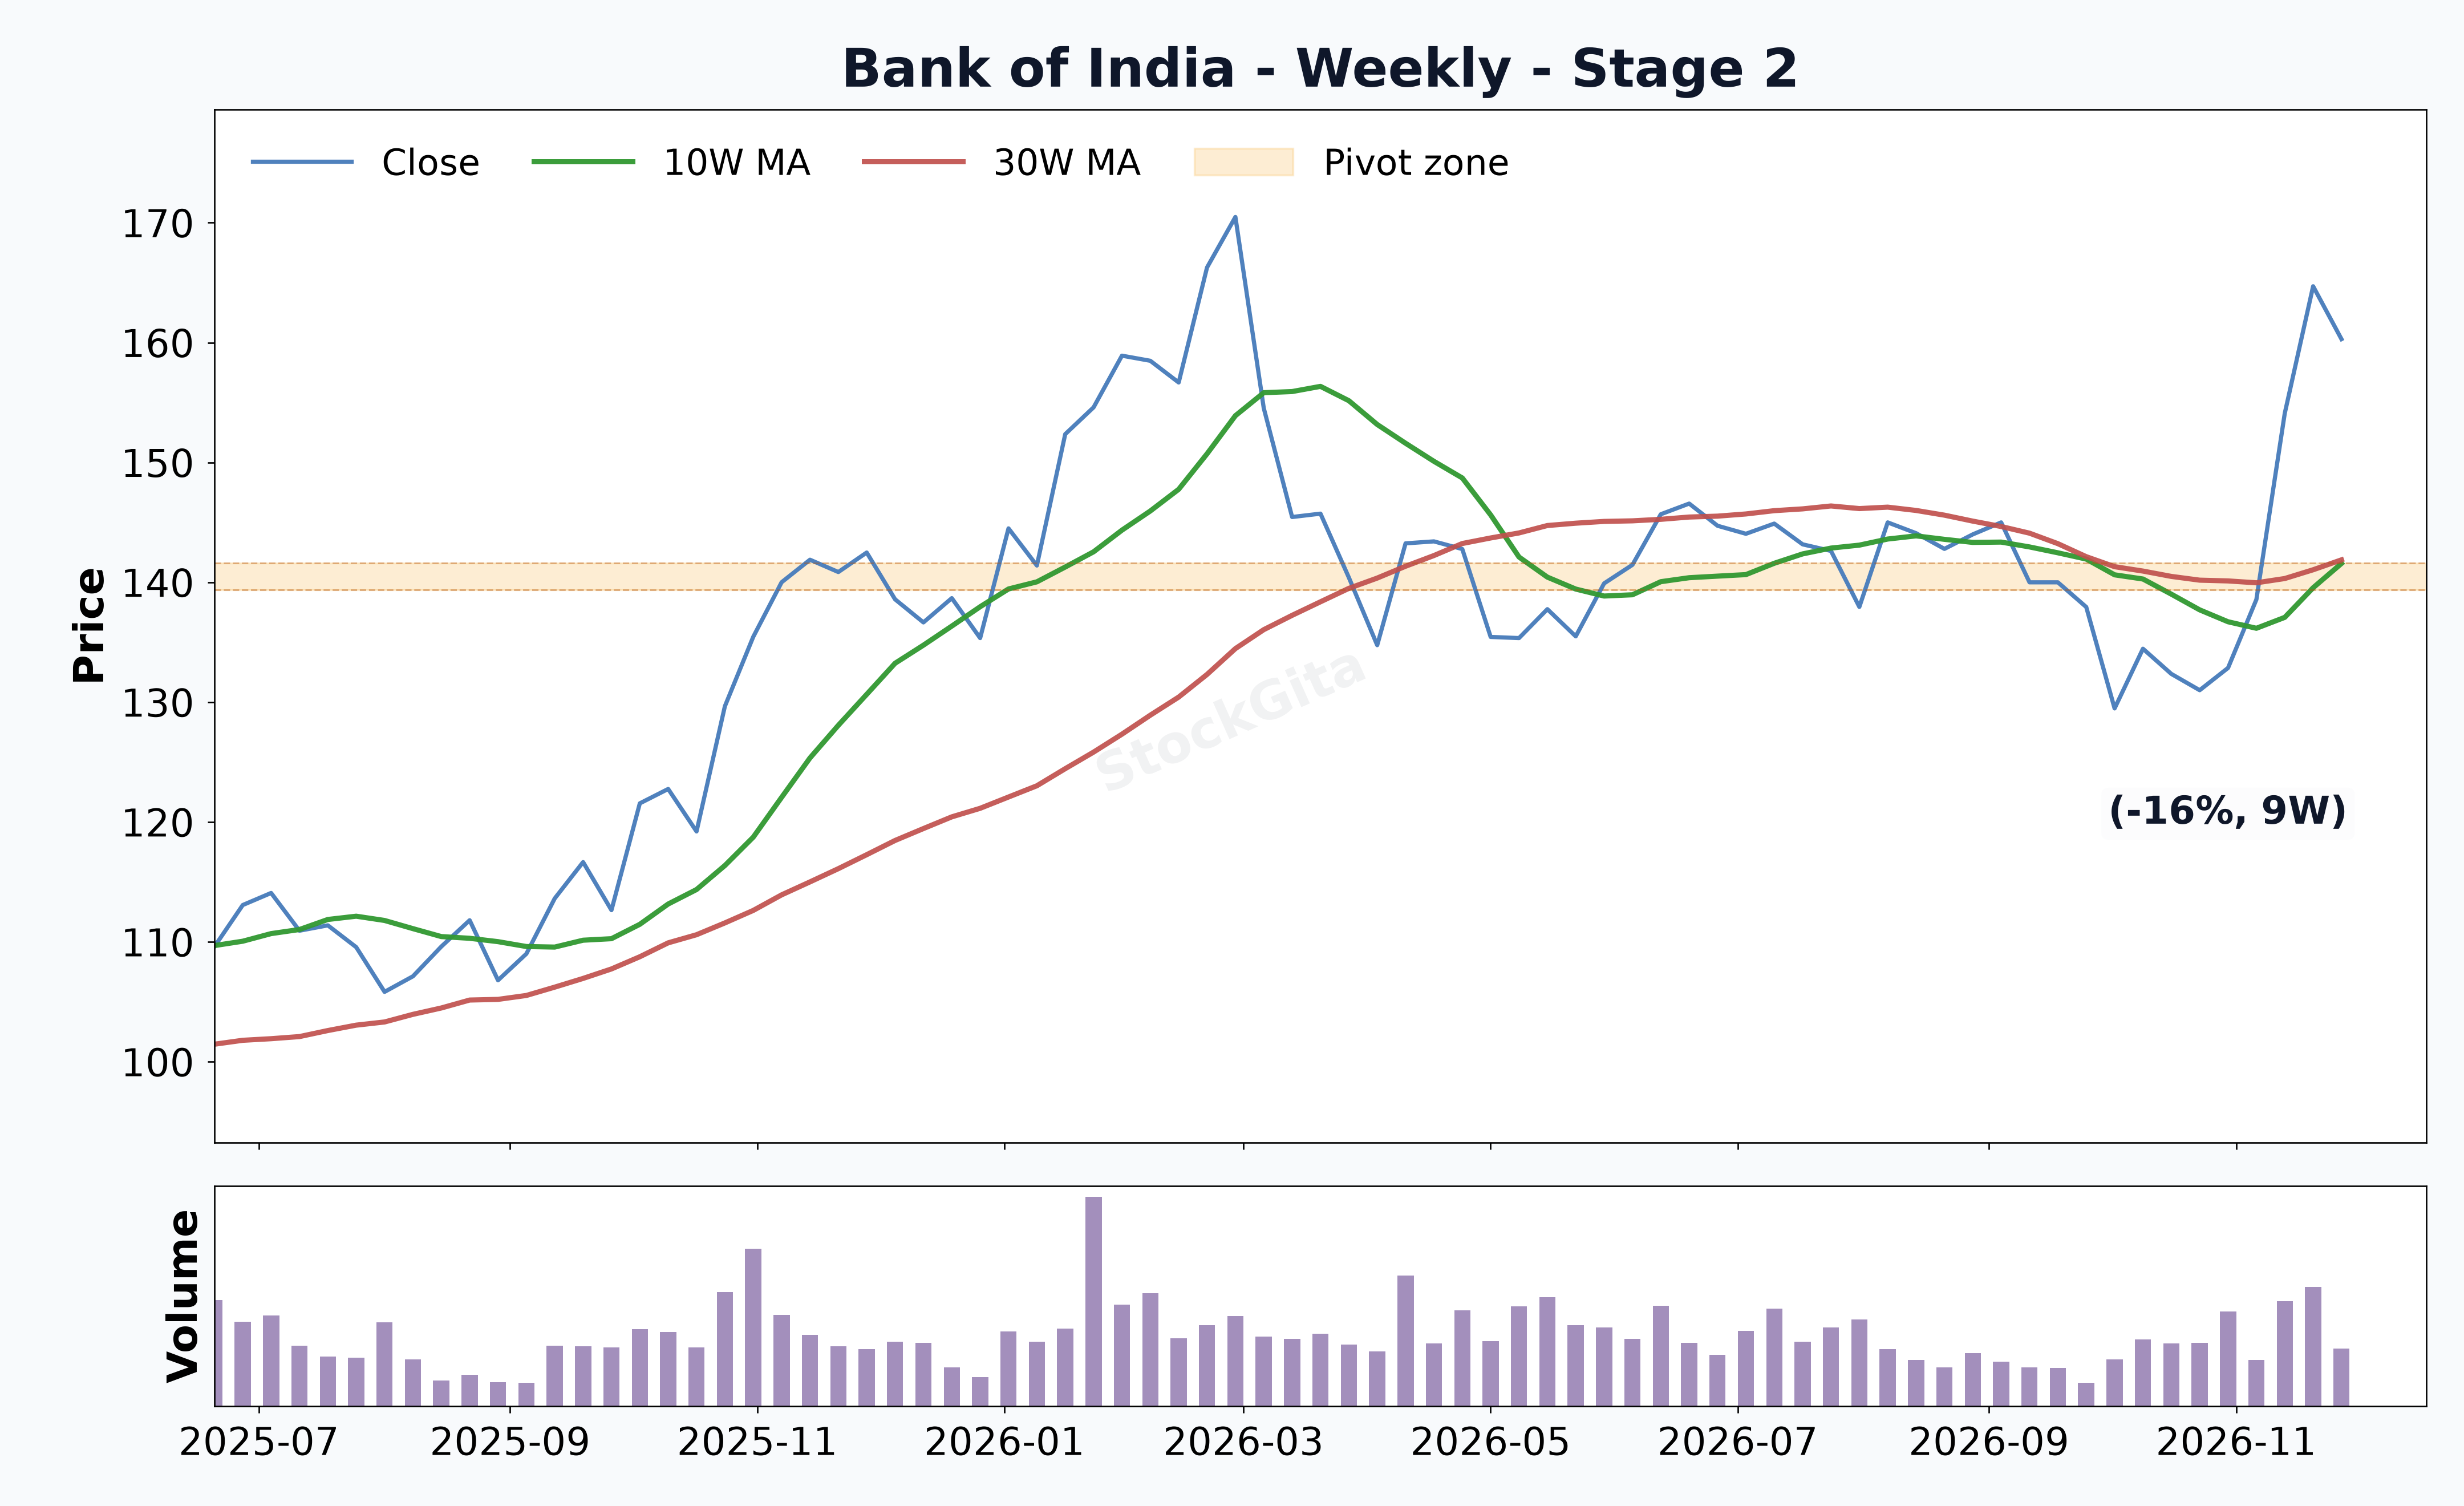 Bank of India - Weekly - Stage 2
Close 10W MA 30W MA Pivot zone
170
160
150
140
130
120
110
100
Price
StockGita
(-16%, 9W)
Volume
2025-07 2025-09 2025-11 2026-01 2026-03 2026-05 2026-07 2026-09 2026-11